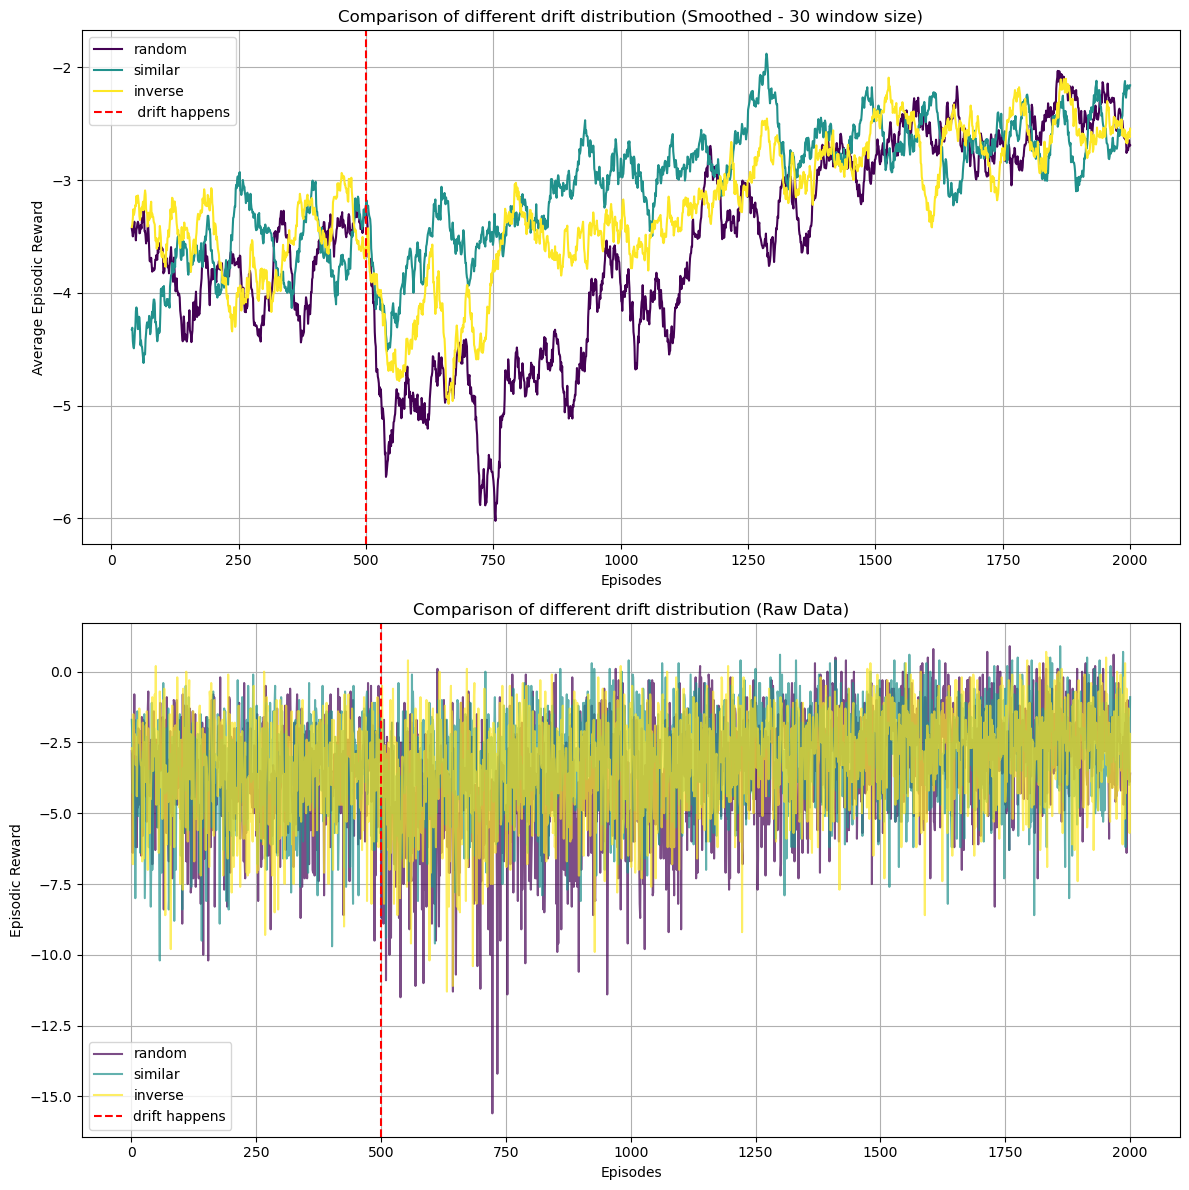 Comparison of different drift distribution (Smoothed - 30 window size)
random
similar
inverse
drift happens
−2
−3
−4
−5
−6
Average Episodic Reward
0 250 500 750 1000 1250 1500 1750 2000
Episodes
Comparison of different drift distribution (Raw Data)
0.0
−2.5
−5.0
−7.5
−10.0
−12.5
−15.0
Episodic Reward
random
similar
inverse
drift happens
0 250 500 750 1000 1250 1500 1750 2000
Episodes